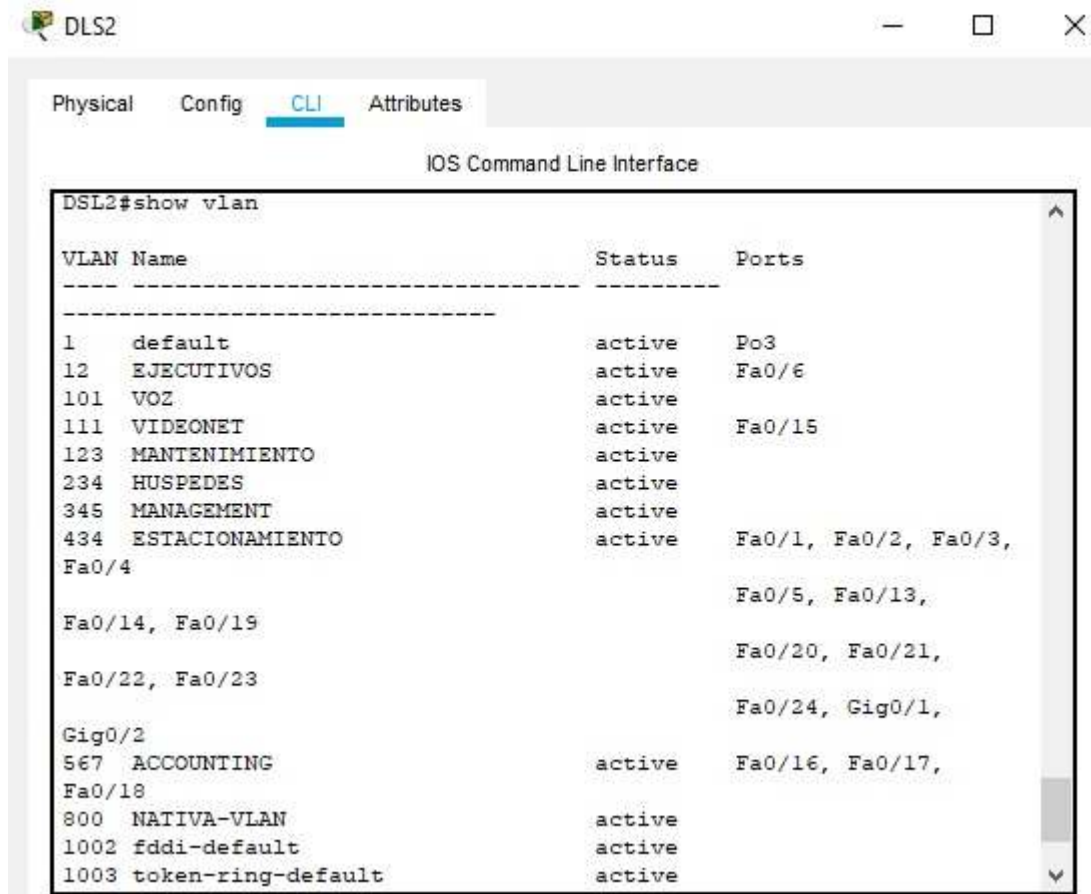 DLS2
Physical Config CLI Attributes
IOS Command Line Interface
DSL2#show vlan
VLAN Name Status Ports
---- -------------------------------- ---------
-------------------------------
1 default active Po3
12 EJECUTIVOS active Fa0/6
101 VOZ active
111 VIDEONET active Fa0/15
123 MANTENIMIENTO active
234 HUSPEDES active
345 MANAGEMENT active
434 ESTACIONAMIENTO active Fa0/1, Fa0/2, Fa0/3,
Fa0/4
Fa0/5, Fa0/13,
Fa0/14, Fa0/19
Fa0/20, Fa0/21,
Fa0/22, Fa0/23
Fa0/24, Gig0/1,
Gig0/2
567 ACCOUNTING active Fa0/16, Fa0/17,
Fa0/18
800 NATIVA-VLAN active
1002 fddi-default active
1003 token-ring-default active